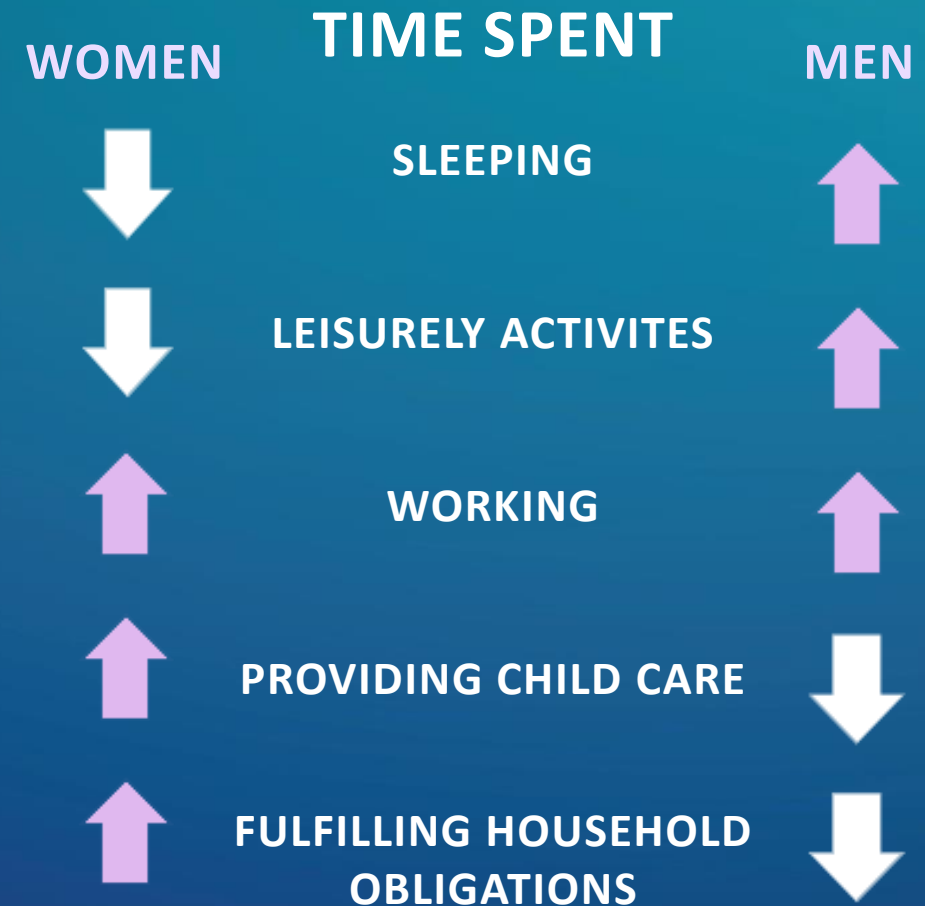 TIME SPENT
WOMEN
MEN
SLEEPING
LEISURELY ACTIVITES
WORKING
PROVIDING CHILD CARE
FULFILLING HOUSEHOLD
OBLIGATIONS